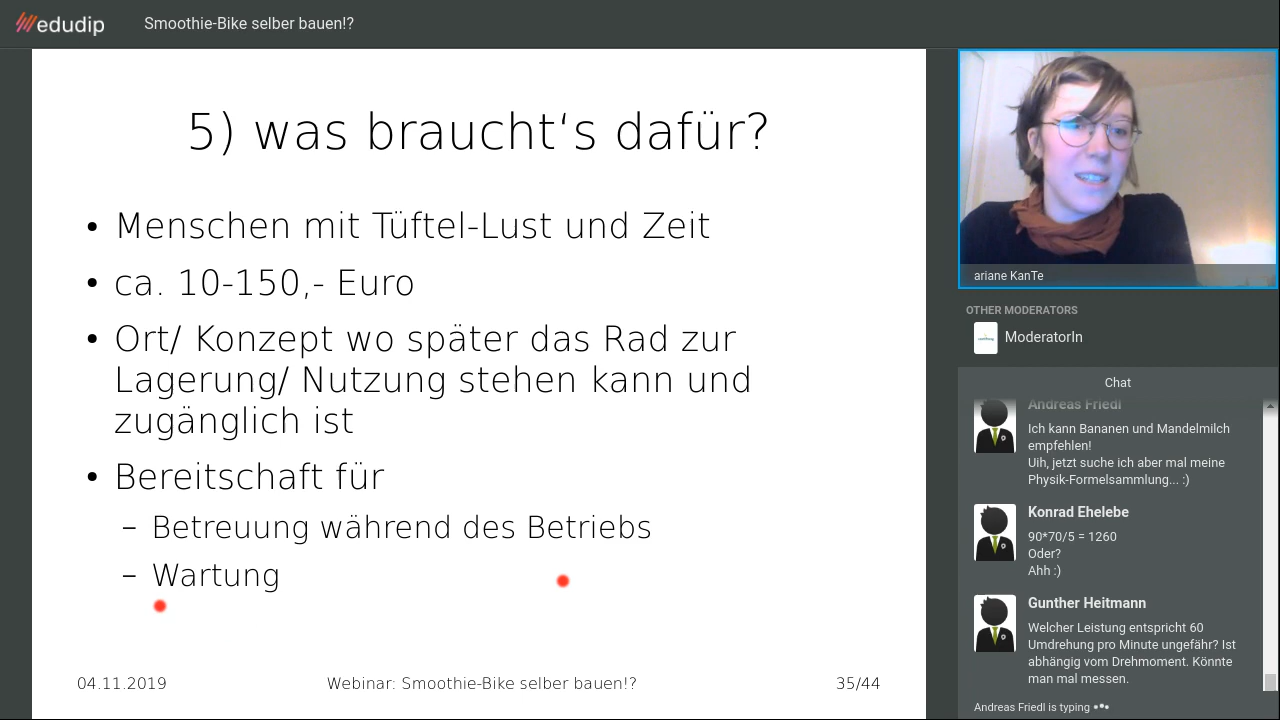 edudip
Smoothie-Bike selber bauen!?
5) was braucht‘s dafür?
• Menschen mit Tüftel-Lust und Zeit
• ca. 10-150,- Euro
• Ort/ Konzept wo später das Rad zur
Lagerung/ Nutzung stehen kann und
zugänglich ist
• Bereitschaft für
– Betreuung während des Betriebs
– Wartung
04.11.2019
Webinar: Smoothie-Bike selber bauen!?
35/44
ariane KanTe
OTHER MODERATORS
ModeratorIn
Chat
Andreas Friedl
Ich kann Bananen und Mandelmilch
empfehlen!
Uih, jetzt suche ich aber mal meine
Physik-Formelsammlung... :)
Konrad Ehelebe
90*70/5 = 1260
Oder?
Ahh :)
Gunther Heitmann
Welcher Leistung entspricht 60
Umdrehung pro Minute ungefähr? Ist
abhängig vom Drehmoment. Könnte
man mal messen.
Andreas Friedl is typing